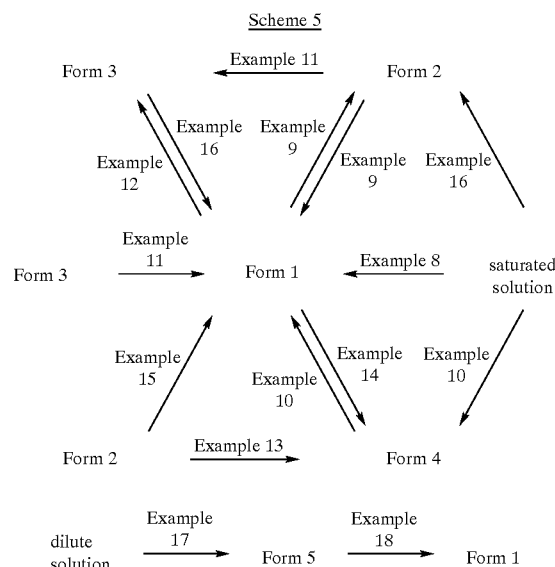 Scheme 5
Example 11
Form 3
Form 2
Example
16
Example
9
Example
12
Example
9
Example
16
Example
11
Form 3
Form 1
Example 8
saturated
solution
Example
15
Example
10
Example
14
Example
10
Form 2
Example 13
Form 4
dilute
solution
Example
17
Form 5
Example
18
Form 1